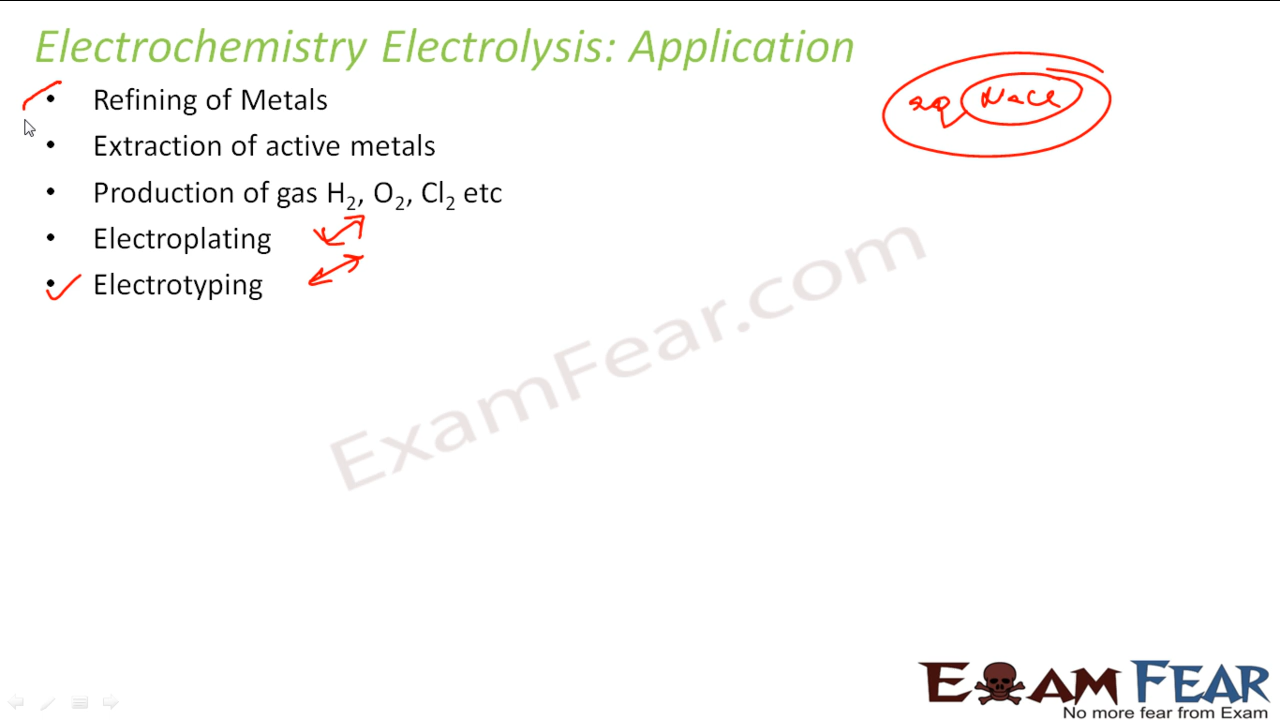 Electrochemistry Electrolysis: Application
aq NaCl
• Refining of Metals
• Extraction of active metals
• Production of gas H₂, O₂, Cl₂ etc
• Electroplating
• Electrotyping
ExamFear.com
EXAM FEAR
No more fear from Exam